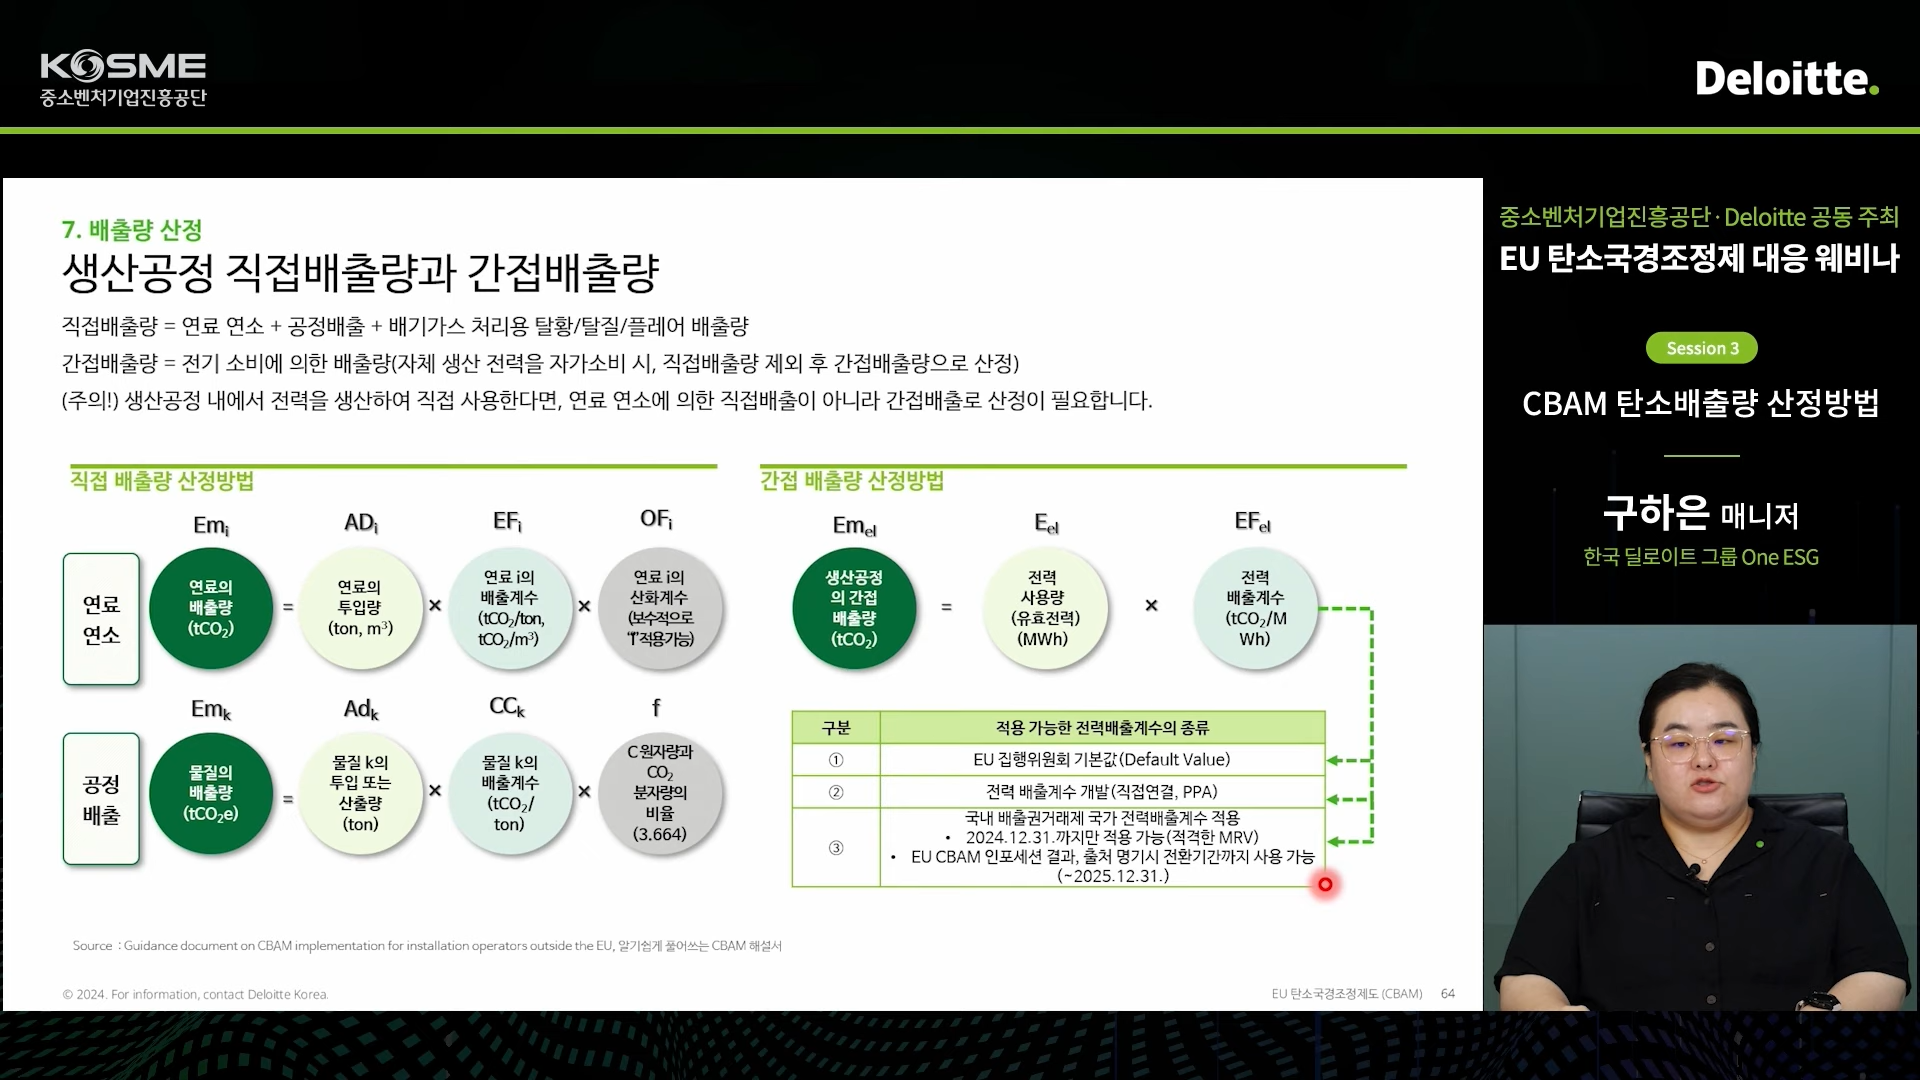 KOSME
중소벤처기업진흥공단
Deloitte.
7. 배출량 산정
생산공정 직접배출량과 간접배출량
직접배출량 = 연료 연소 + 공정배출 + 배기가스 처리용 탈황/탈질/플레어 배출량
간접배출량 = 전기 소비에 의한 배출량(자체 생산 전력을 자가소비 시, 직접배출량 제외 후 간접배출량으로 산정)
(주의!) 생산공정 내에서 전력을 생산하여 직접 사용한다면, 연료 연소에 의한 직접배출이 아니라 간접배출로 산정이 필요합니다.
직접 배출량 산정방법
Emi
ADi
EFi
OFi
연료
연소
연료의
배출량
(tCO2)
=
연료의
투입량
(ton, m³)
×
연료 i의
배출계수
(tCO2/ton,
tCO2/m³)
×
연료 i의
산화계수
(보수적으로
“1”적용가능)
Emk
Adk
CCk
f
공정
배출
물질의
배출량
(tCO2e)
=
물질 k의
투입 또는
산출량
(ton)
×
물질 k의
배출계수
(tCO2/
ton)
×
C 원자량과
CO2
분자량의
비율
(3.664)
간접 배출량 산정방법
Emel
Eel
EFel
생산공정
의 간접
배출량
(tCO2)
=
전력
사용량
(유효전력)
(MWh)
×
전력
배출계수
(tCO2/M
Wh)
구분 적용 가능한 전력배출계수의 종류
① EU 집행위원회 기본값(Default Value)
② 전력 배출계수 개발(직접연결, PPA)
③ 국내 배출권거래제 국가 전력배출계수 적용
• 2024.12.31.까지만 적용 가능(적격한 MRV)
• EU CBAM 인포세션 결과, 출처 명기시 전환기간까지 사용 가능
(~2025.12.31.)
Source : Guidance document on CBAM implementation for installation operators outside the EU, 알기쉽게 풀어쓰는 CBAM 해설서
© 2024. For information, contact Deloitte Korea.
EU 탄소국경조정제도 (CBAM) 64
중소벤처기업진흥공단 · Deloitte 공동 주최
EU 탄소국경조정제 대응 웨비나
Session 3
CBAM 탄소배출량 산정방법
구하은 매니저
한국 딜로이트 그룹 One ESG